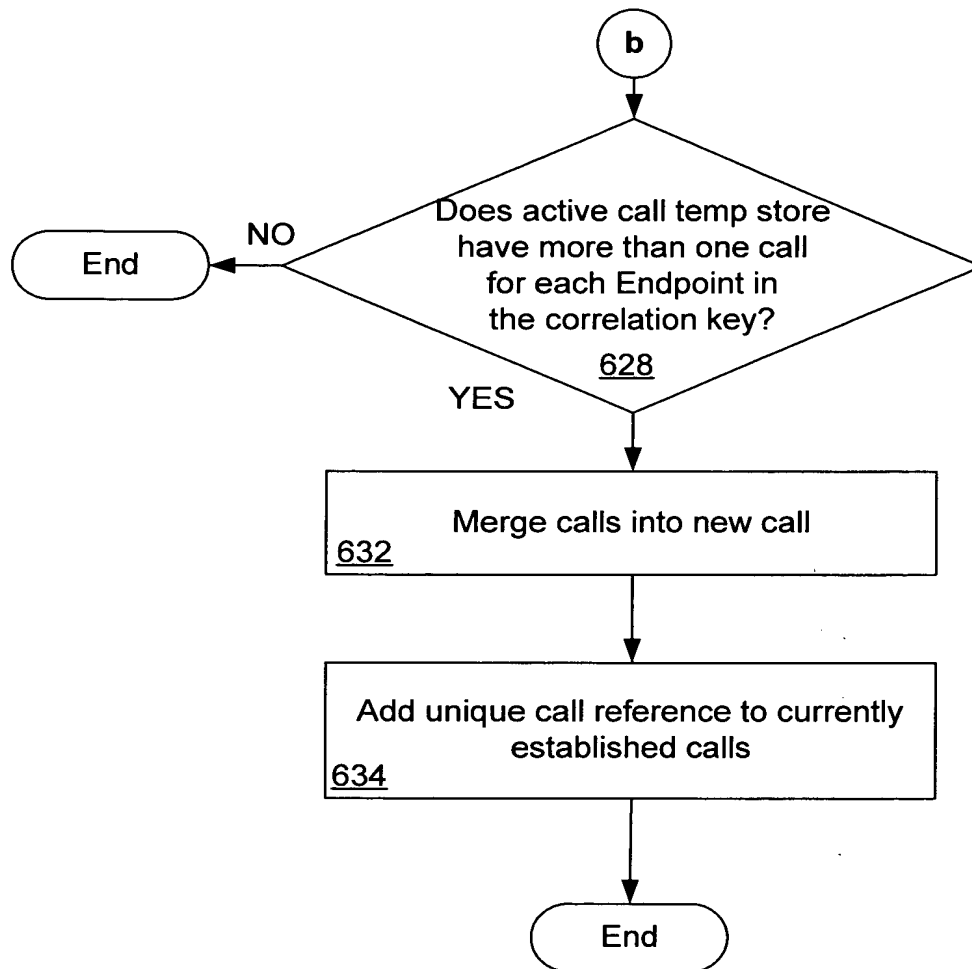 b
Does active call temp store
have more than one call
for each Endpoint in
the correlation key?
628
NO
End
YES
Merge calls into new call
632
Add unique call reference to currently
established calls
634
End